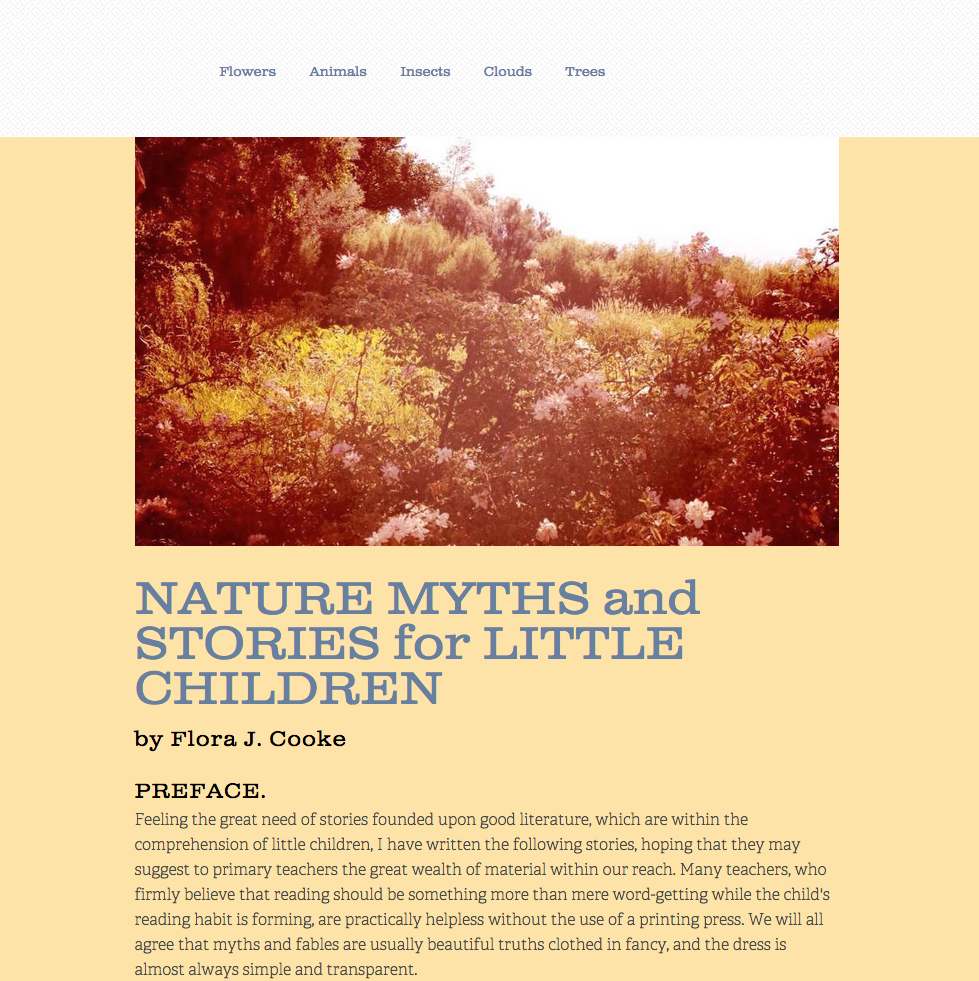 Flowers Animals Insects Clouds Trees
NATURE MYTHS and
STORIES for LITTLE
CHILDREN
by Flora J. Cooke
PREFACE.
Feeling the great need of stories founded upon good literature, which are within the
comprehension of little children, I have written the following stories, hoping that they may
suggest to primary teachers the great wealth of material within our reach. Many teachers, who
firmly believe that reading should be something more than mere word-getting while the child's
reading habit is forming, are practically helpless without the use of a printing press. We will all
agree that myths and fables are usually beautiful truths clothed in fancy, and the dress is
almost always simple and transparent.